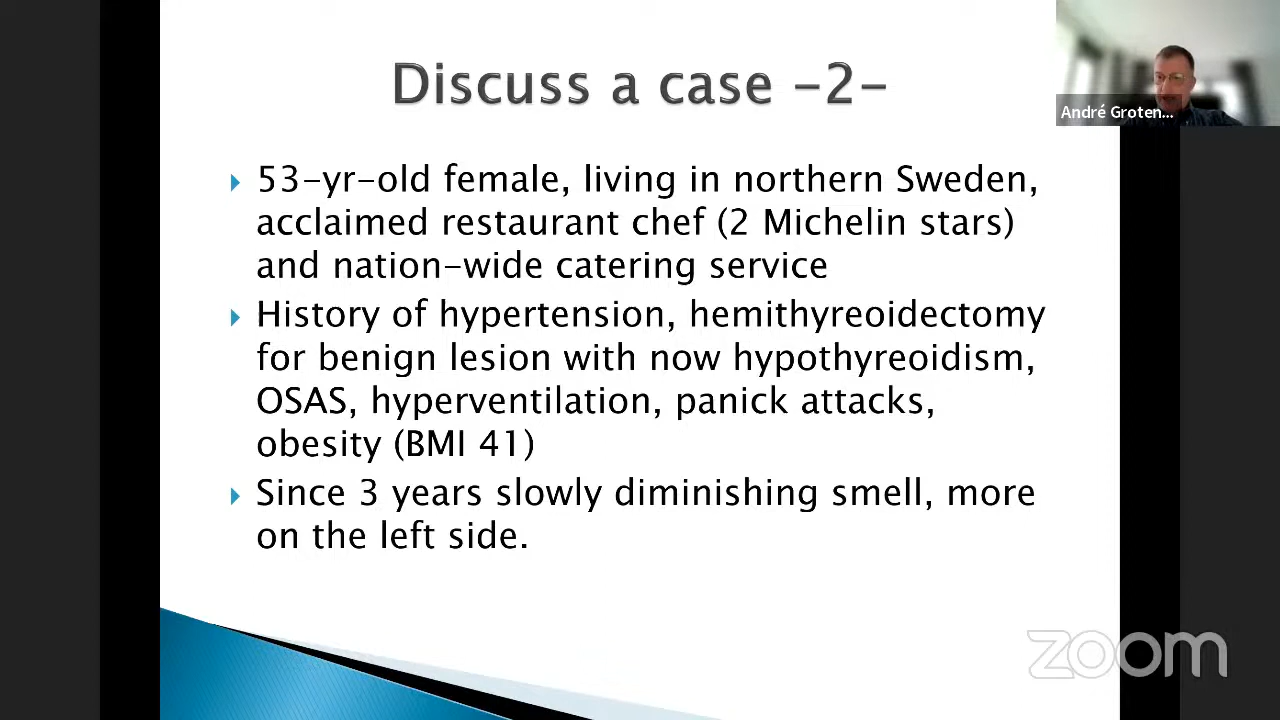 Discuss a case -2-
André Groten...
53-yr-old female, living in northern Sweden,
acclaimed restaurant chef (2 Michelin stars)
and nation-wide catering service
History of hypertension, hemithyreoidectomy
for benign lesion with now hypothyreoidism,
OSAS, hyperventilation, panick attacks,
obesity (BMI 41)
Since 3 years slowly diminishing smell, more
on the left side.
zoom